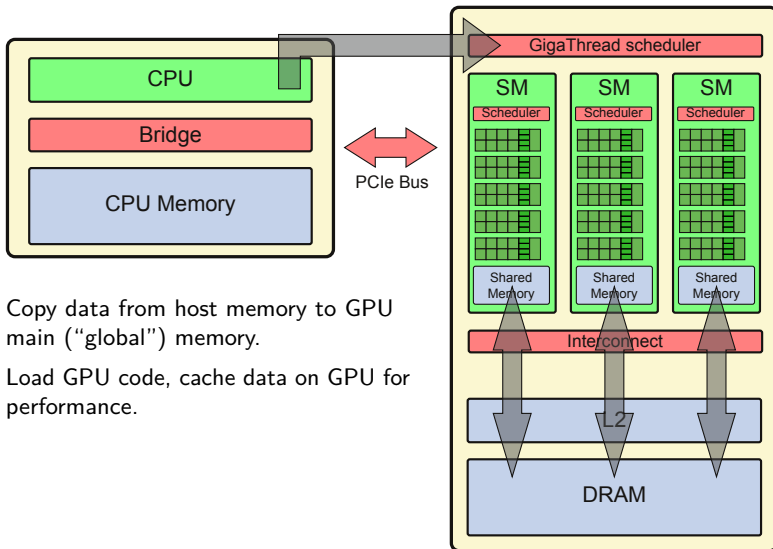 CPU
Bridge
CPU Memory
PCIe Bus
Copy data from host memory to GPU
main (“global”) memory.
Load GPU code, cache data on GPU for
performance.
GigaThread scheduler
SM
Scheduler
Shared
Memory
SM
Scheduler
Shared
Memory
SM
Scheduler
Shared
Memory
Interconnect
L2
DRAM